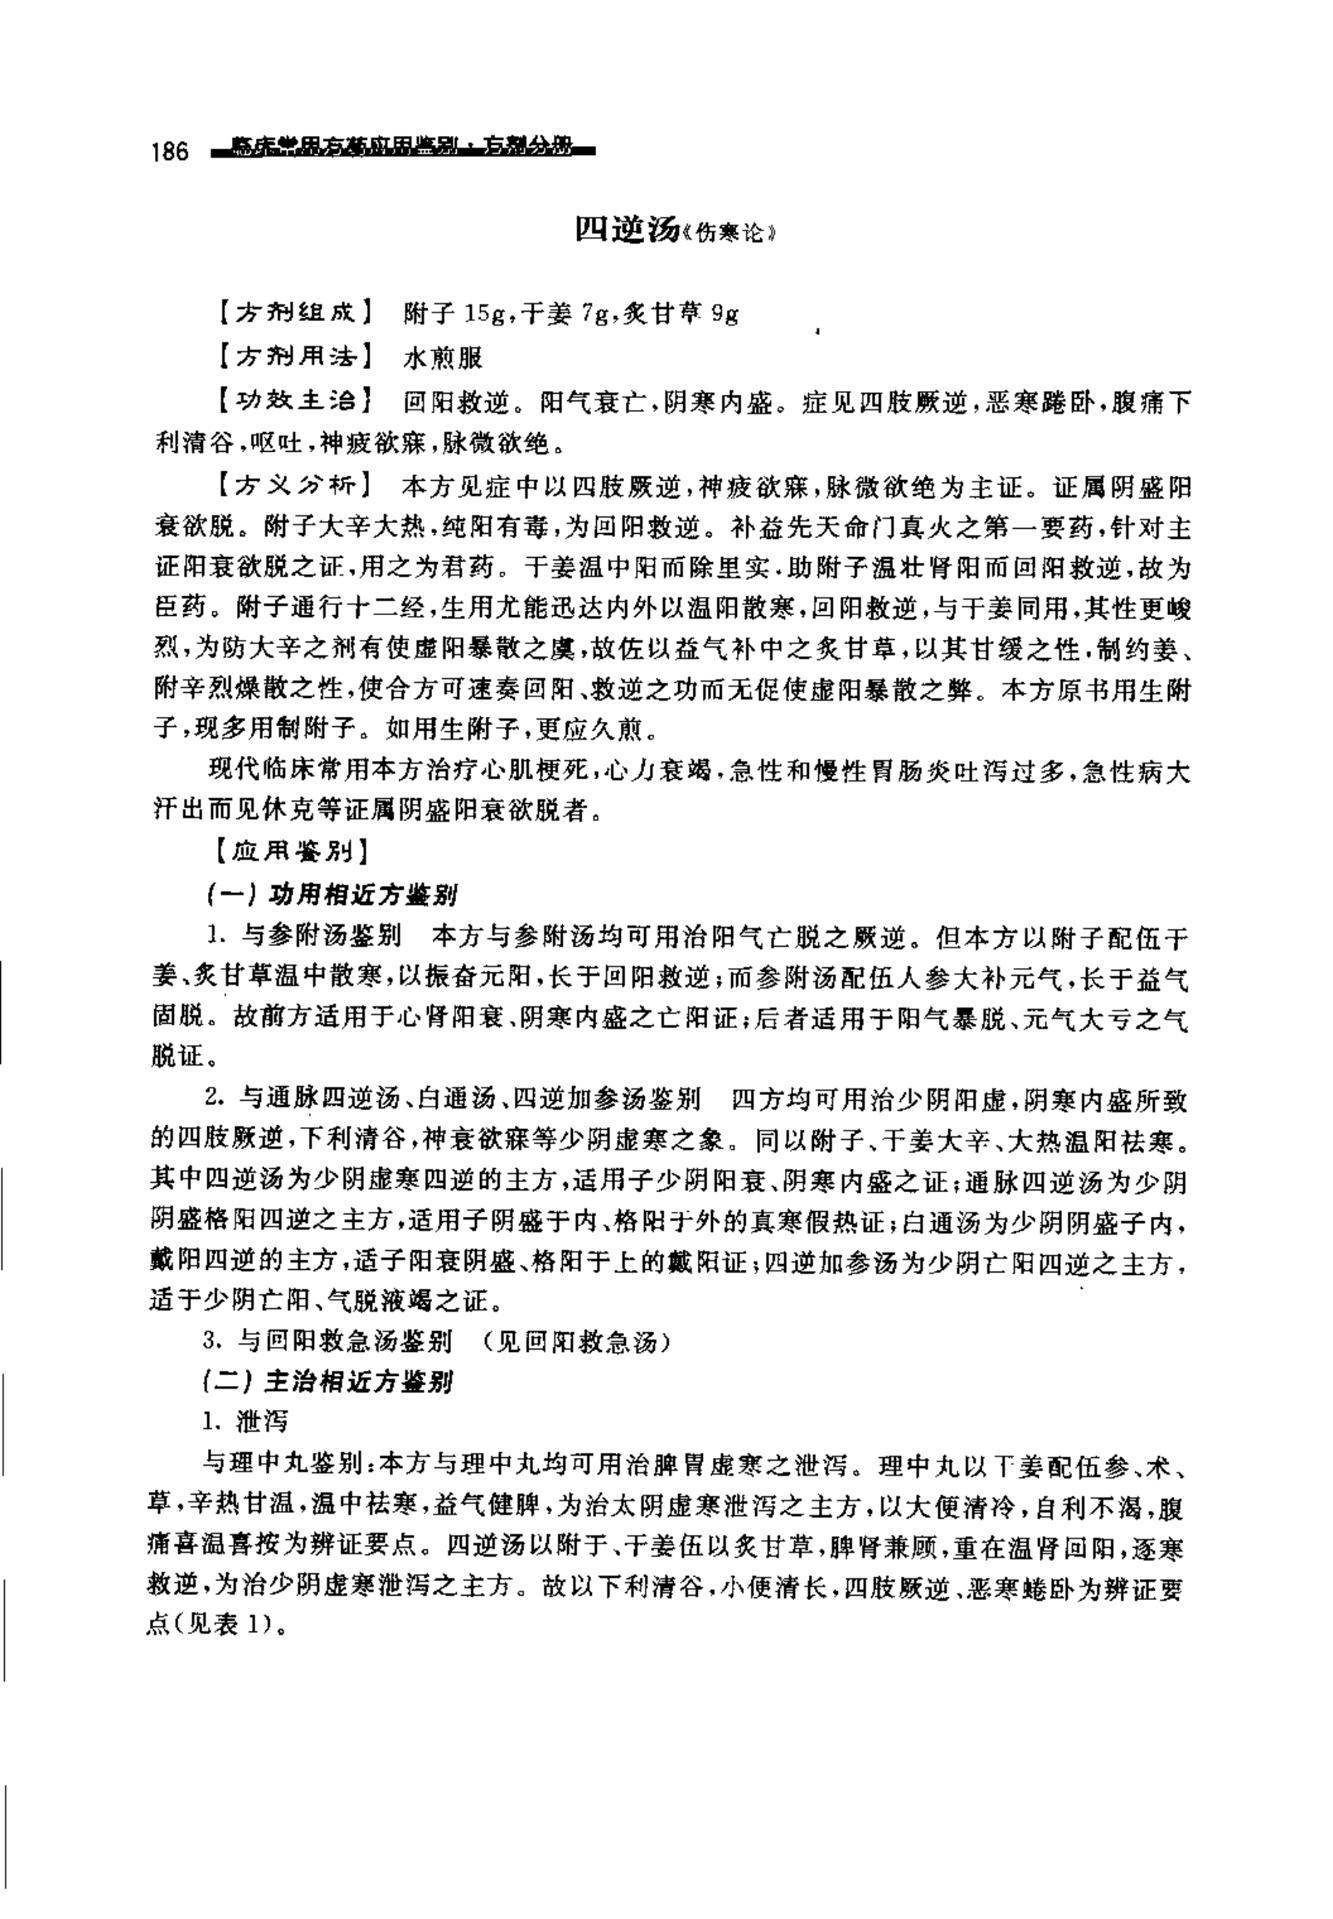 186 临床常用方药应用鉴别·方剂分册
四逆汤《伤寒论》
【方剂组成】 附子 15g,干姜 7g,炙甘草 9g
【方剂用法】 水煎服
【功效主治】 回阳救逆。阳气衰亡、阴寒内盛。症见四肢厥逆,恶寒踡卧,腹痛下
利清谷,呕吐,神疲欲寐,脉微欲绝。
【方义分析】 本方见症中以四肢厥逆,神疲欲寐,脉微欲绝为主证。证属阴盛阳
衰欲脱。附子大辛大热,纯阳有毒,为回阳救逆。补益先天命门真火之第一要药,针对主
证阳衰欲脱之证,用之为君药。干姜温中阳而除里实,助附子温壮肾阳而回阳救逆,故为
臣药。附子通行十二经,生用尤能迅达内外以温阳散寒,回阳救逆,与干姜同用,其性更峻
烈,为防大辛之剂有使虚阳暴散之虞,故佐以益气补中之炙甘草,以其甘缓之性,制约姜、
附辛烈燥散之性,使合方可速奏回阳、救逆之功而无促使虚阳暴散之弊。本方原书用生附
子,现多用制附子。如用生附子,更应久煎。
现代临床常用本方治疗心肌梗死,心力衰竭,急性和慢性胃肠炎吐泻过多,急性病大
汗出而见休克等证属阴盛阳衰欲脱者。
【应用鉴别】
(一) 功用相近方鉴别
1. 与参附汤鉴别 本方与参附汤均可用治阳气亡脱之厥逆。但本方以附子配伍干
姜、炙甘草温中散寒,以振奋元阳,长于回阳救逆;而参附汤配伍人参大补元气,长于益气
固脱。故前方适用于心肾阳衰、阴寒内盛之亡阳证;后者适用于阳气暴脱、元气大亏之气
脱证。
2. 与通脉四逆汤、白通汤、四逆加参汤鉴别 四方均可用治少阴阳虚,阴寒内盛所致
的四肢厥逆,下利清谷,神衰欲寐等少阴虚寒之象。同以附子、干姜大辛、大热温阳祛寒。
其中四逆汤为少阴虚寒四逆的主方,适用子少阴阳衰、阴寒内盛之证;通脉四逆汤为少阴
阴盛格阳四逆之主方,适用子阴盛于内、格阳于外的真寒假热证;白通汤为少阴阴盛子内,
戴阳四逆的主方,适子阳衰阴盛、格阳于上的戴阳证;四逆加参汤为少阴亡阳四逆之主方,
适于少阴亡阳、气脱液竭之证。
3. 与回阳救急汤鉴别 (见回阳救急汤)
(二) 主治相近方鉴别
1. 泄泻
与理中丸鉴别:本方与理中丸均可用治脾胃虚寒之泄泻。理中丸以干姜配伍参、术、
草,辛热甘温,温中祛寒,益气健脾,为治太阴虚寒泄泻之主方,以大便清冷,自利不渴,腹
痛喜温喜按为辨证要点。四逆汤以附于、干姜伍以炙甘草,脾肾兼顾,重在温肾回阳,逐寒
救逆,为治少阴虚寒泄泻之主方。故以下利清谷,小便清长,四肢厥逆、恶寒蜷卧为辨证要
点(见表 1)。